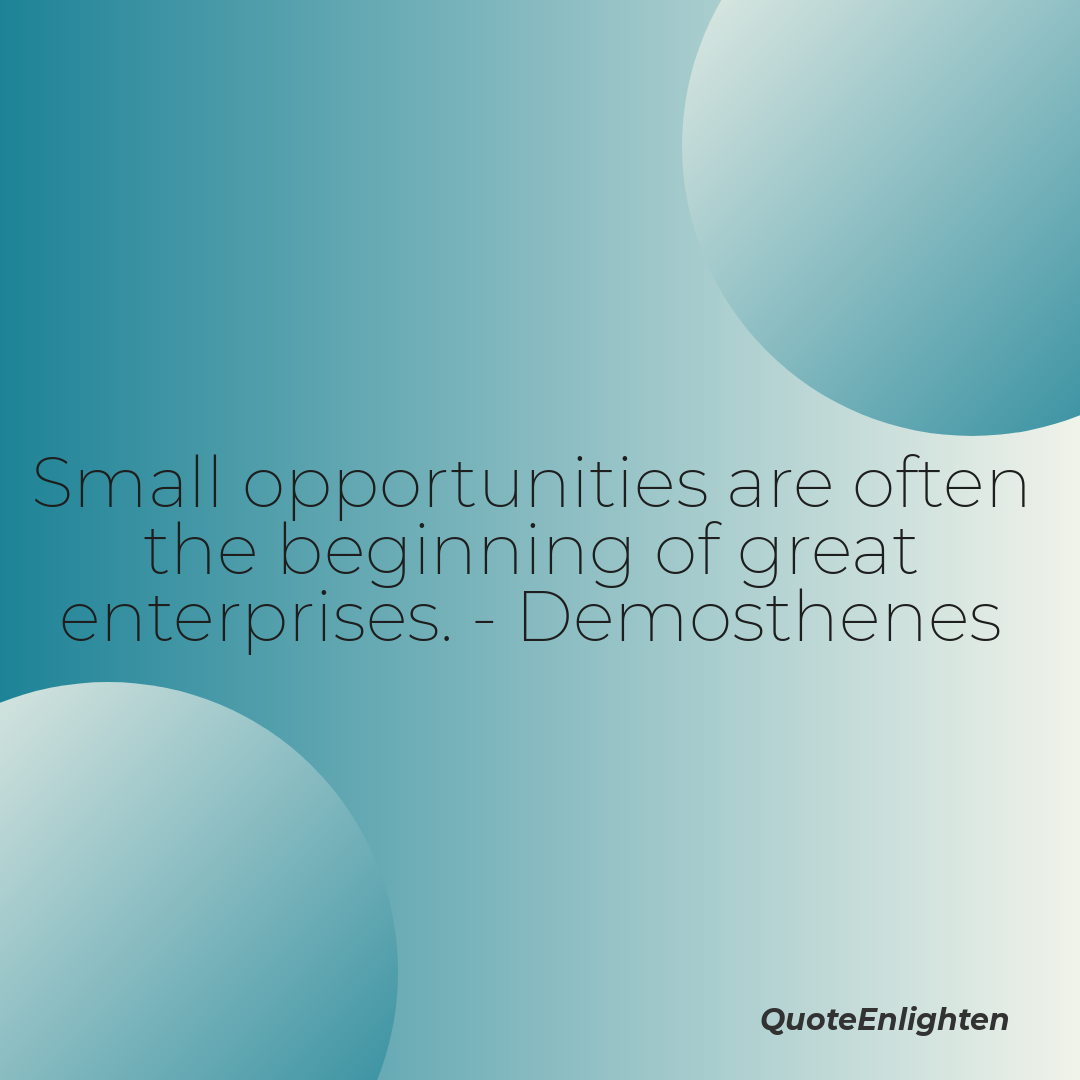 Small opportunities are often
the beginning of great
enterprises. - Demosthenes
QuoteEnlighten